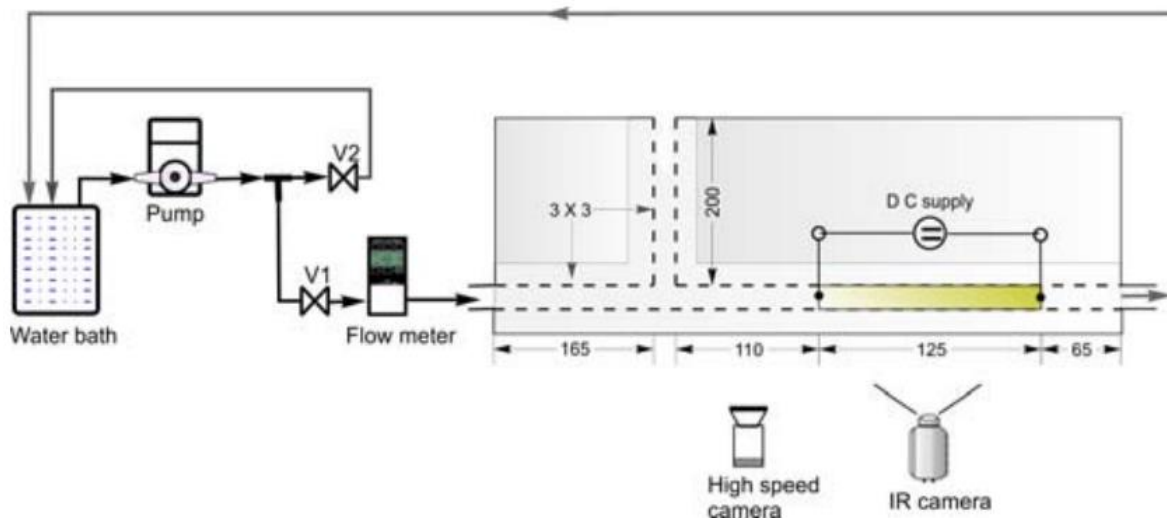 V2
Pump
3 X 3
200
D C supply
V1
Water bath
Flow meter
165
110
125
65
High speed
camera
IR camera